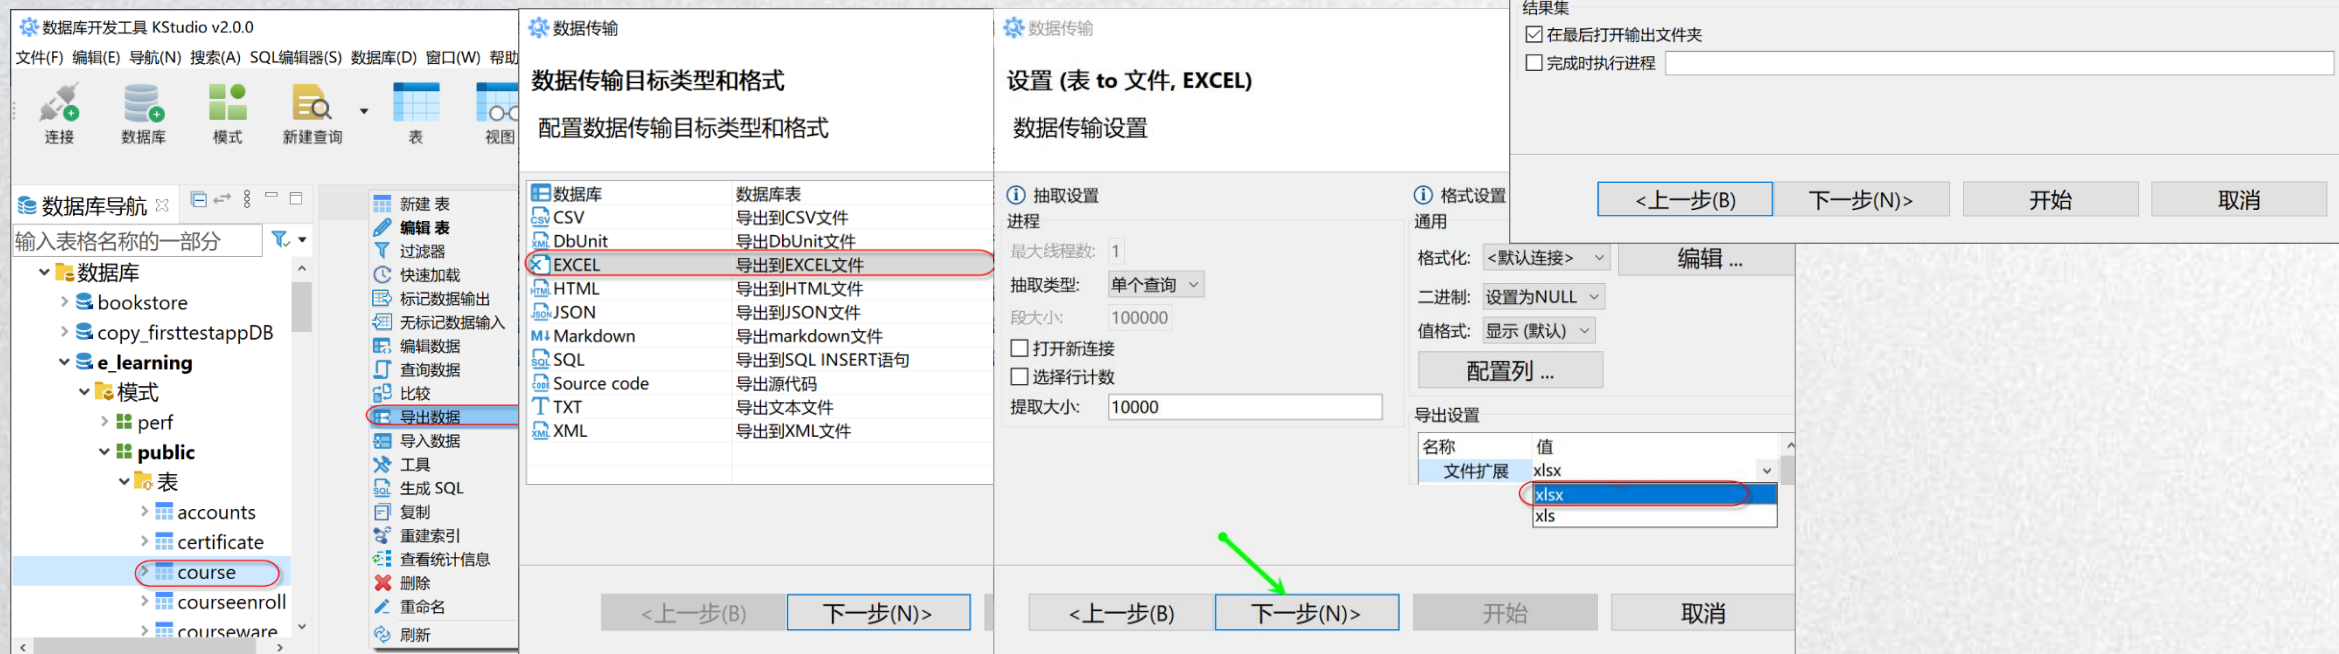 数据库开发工具 KStudio v2.0.0
文件(F) 编辑(E) 导航(N) 搜索(A) SQL编辑器(S) 数据库(D) 窗口(W) 帮助
连接 数据库 模式 新建查询 表 视图
数据库导航
输入表格名称的一部分
数据库
bookstore
copy_firsttestappDB
e_learning
模式
perf
public
表
accounts
certificate
course
courseenroll
courseware
新建 表
编辑 表
过滤器
快速加载
标记数据输出
无标记数据输入
编辑数据
查询数据
比较
导出数据
导入数据
工具
生成 SQL
复制
重建索引
查看统计信息
删除
重命名
刷新
数据传输
数据传输目标类型和格式
配置数据传输目标类型和格式
数据库 数据库表
CSV 导出到CSV文件
DbUnit 导出DbUnit文件
EXCEL 导出到EXCEL文件
HTML 导出到HTML文件
JSON 导出到JSON文件
Markdown 导出markdown文件
SQL 导出到SQL INSERT语句
Source code 导出源代码
TXT 导出文本文件
XML 导出到XML文件
<上一步(B) 下一步(N)>
数据传输
设置 (表 to 文件, EXCEL)
数据传输设置
抽取设置
进程
最大线程数: 1
抽取类型: 单个查询
段大小: 100000
打开新连接
选择行计数
提取大小: 10000
格式设置
通用
格式化: <默认连接> 编辑 ...
二进制: 设置为NULL
值格式: 显示 (默认)
配置列 ...
导出设置
名称 值
文件扩展 xlsx
xlsx
xls
<上一步(B) 下一步(N)> 开始 取消
结果集
在最后打开输出文件夹
完成时执行进程
<上一步(B) 下一步(N)> 开始 取消